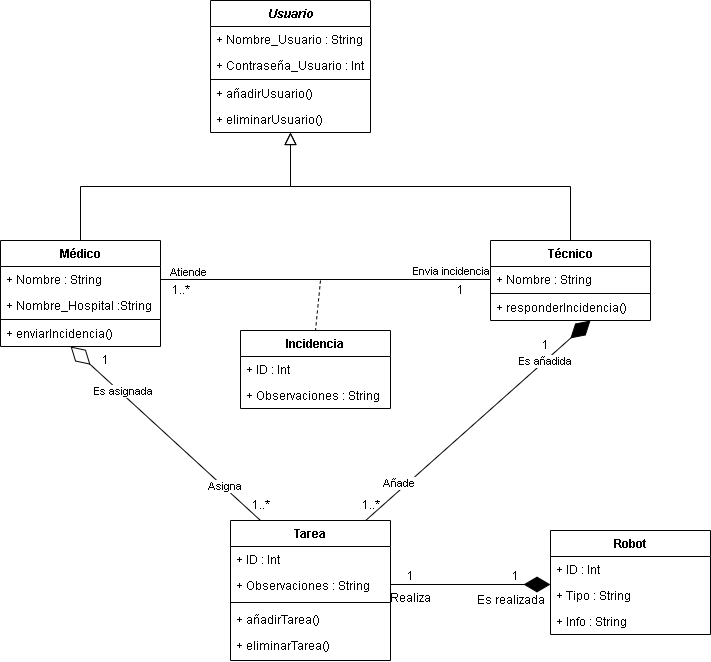 Usuario
+ Nombre_Usuario : String
+ Contraseña_Usuario : Int
+ añadirUsuario()
+ eliminarUsuario()
Médico
+ Nombre : String
+ Nombre_Hospital :String
+ enviarIncidencia()
Atiende
1..*
Envia incidencia
1
Técnico
+ Nombre : String
+ responderIncidencia()
Incidencia
+ ID : Int
+ Observaciones : String
1
Es asignada
1
Es añadida
Asigna
1..*
Añade
1..*
Tarea
+ ID : Int
+ Observaciones : String
+ añadirTarea()
+ eliminarTarea()
1
Realiza
1
Es realizada
Robot
+ ID : Int
+ Tipo : String
+ Info : String